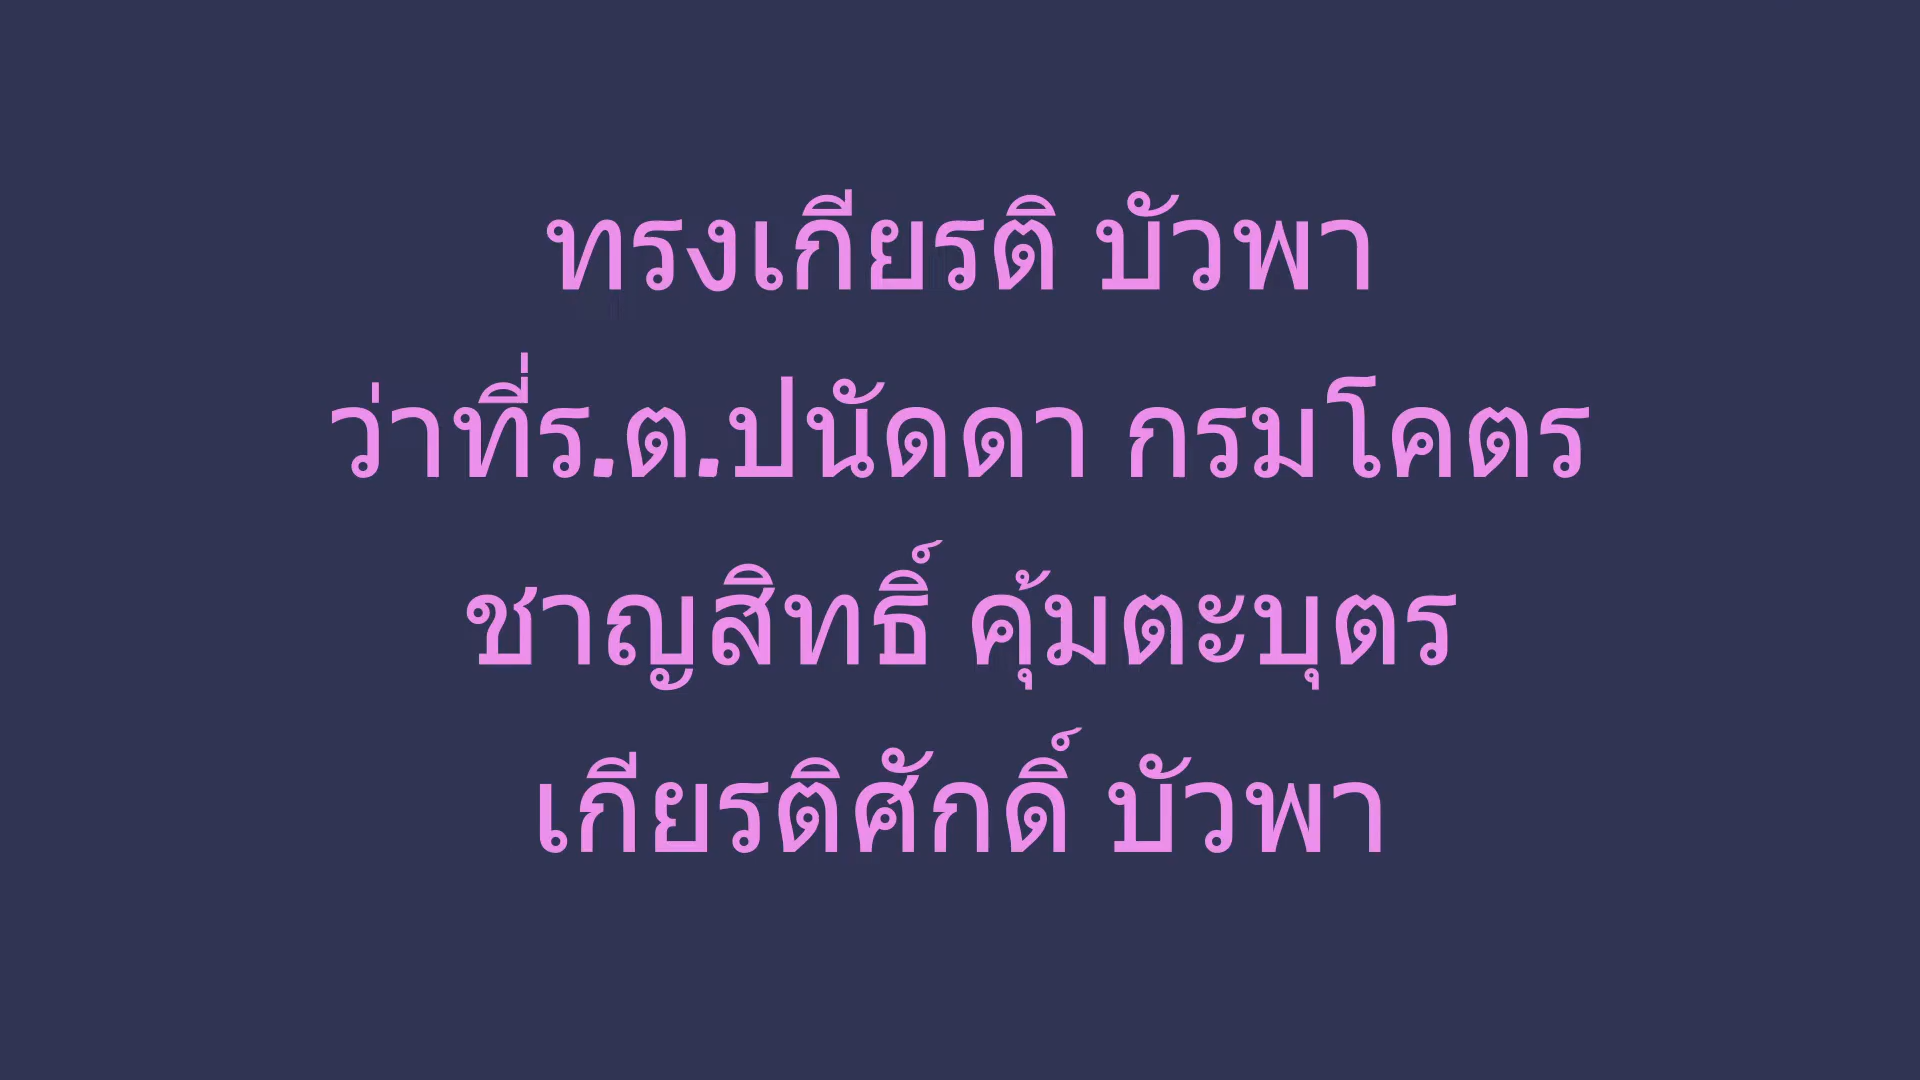 ทรงเกียรติ บัวพา
ว่าที่ร.ต.ปนัดดา กรมโคตร
ชาญสิทธิ์ คุ้มตะบุตร
เกียรติศักดิ์ บัวพา